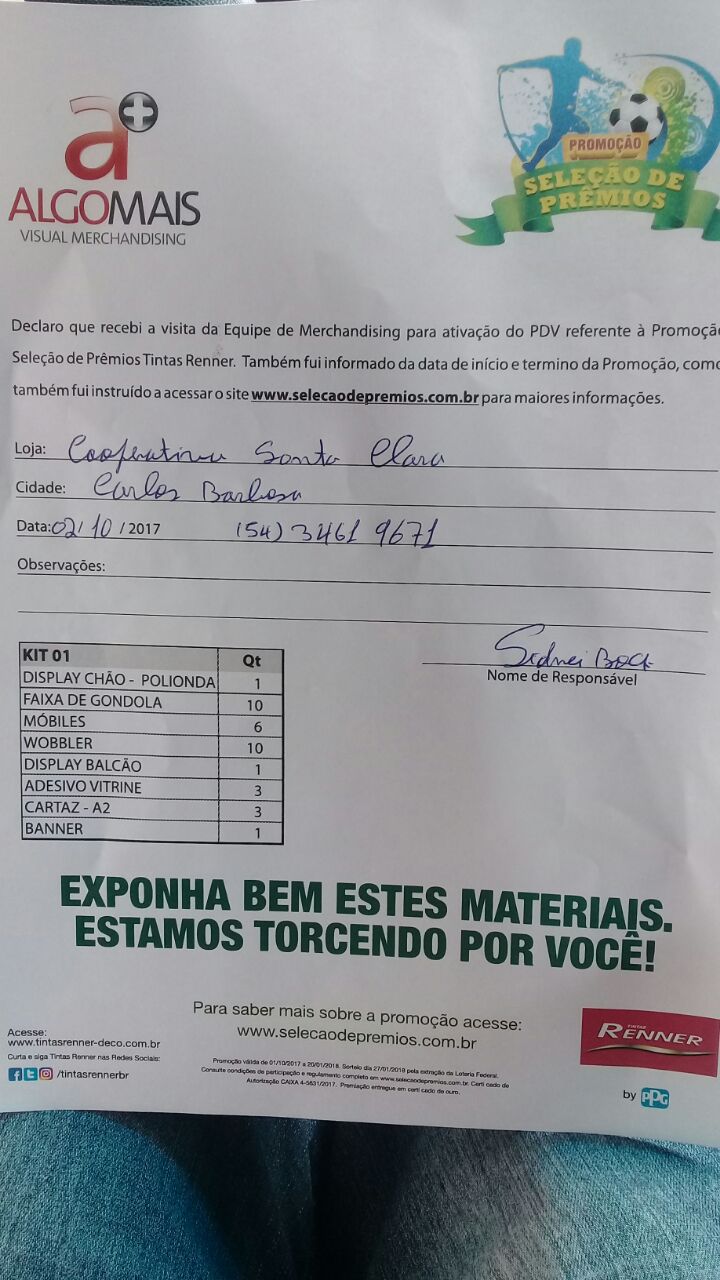 a+
ALGOMAIS
VISUAL MERCHANDISING
PROMOÇÃO
SELEÇÃO DE
PRÊMIOS
Declaro que recebi a visita da Equipe de Merchandising para ativação do PDV referente à Promoção
Seleção de Prêmios Tintas Renner. Também fui informado da data de início e termino da Promoção, como
também fui instruído a acessar o site www.selecaodepremios.com.br para maiores informações.
Loja: Cooperativa Santa Clara
Cidade: Carlos Barbosa
Data: 02/10/2017 (54) 3461 9671
Observações:
Sidnei Bock
Nome de Responsável
KIT 01 Qt
DISPLAY CHÃO - POLIONDA 1
FAIXA DE GONDOLA 10
MÓBILES 6
WOBBLER 10
DISPLAY BALCÃO 1
ADESIVO VITRINE 3
CARTAZ - A2 3
BANNER 1
EXPONHA BEM ESTES MATERIAIS.
ESTAMOS TORCENDO POR VOCÊ!
Para saber mais sobre a promoção acesse:
www.selecaodepremios.com.br
Acesse:
www.tintasrenner-deco.com.br
Curta e siga Tintas Renner nas Redes Sociais:
/tintasrennerbr
Promoção válida de 01/10/2017 a 20/01/2018. Sorteio dia 27/01/2018 pela extração da Loteria Federal.
Consulte condições de participação e regulamento completo em www.selecaodepremios.com.br. Certificado de
Autorização CAIXA 4-5631/2017. Premiação entregue em certificado de ouro.
TINTAS
RENNER
by PPG